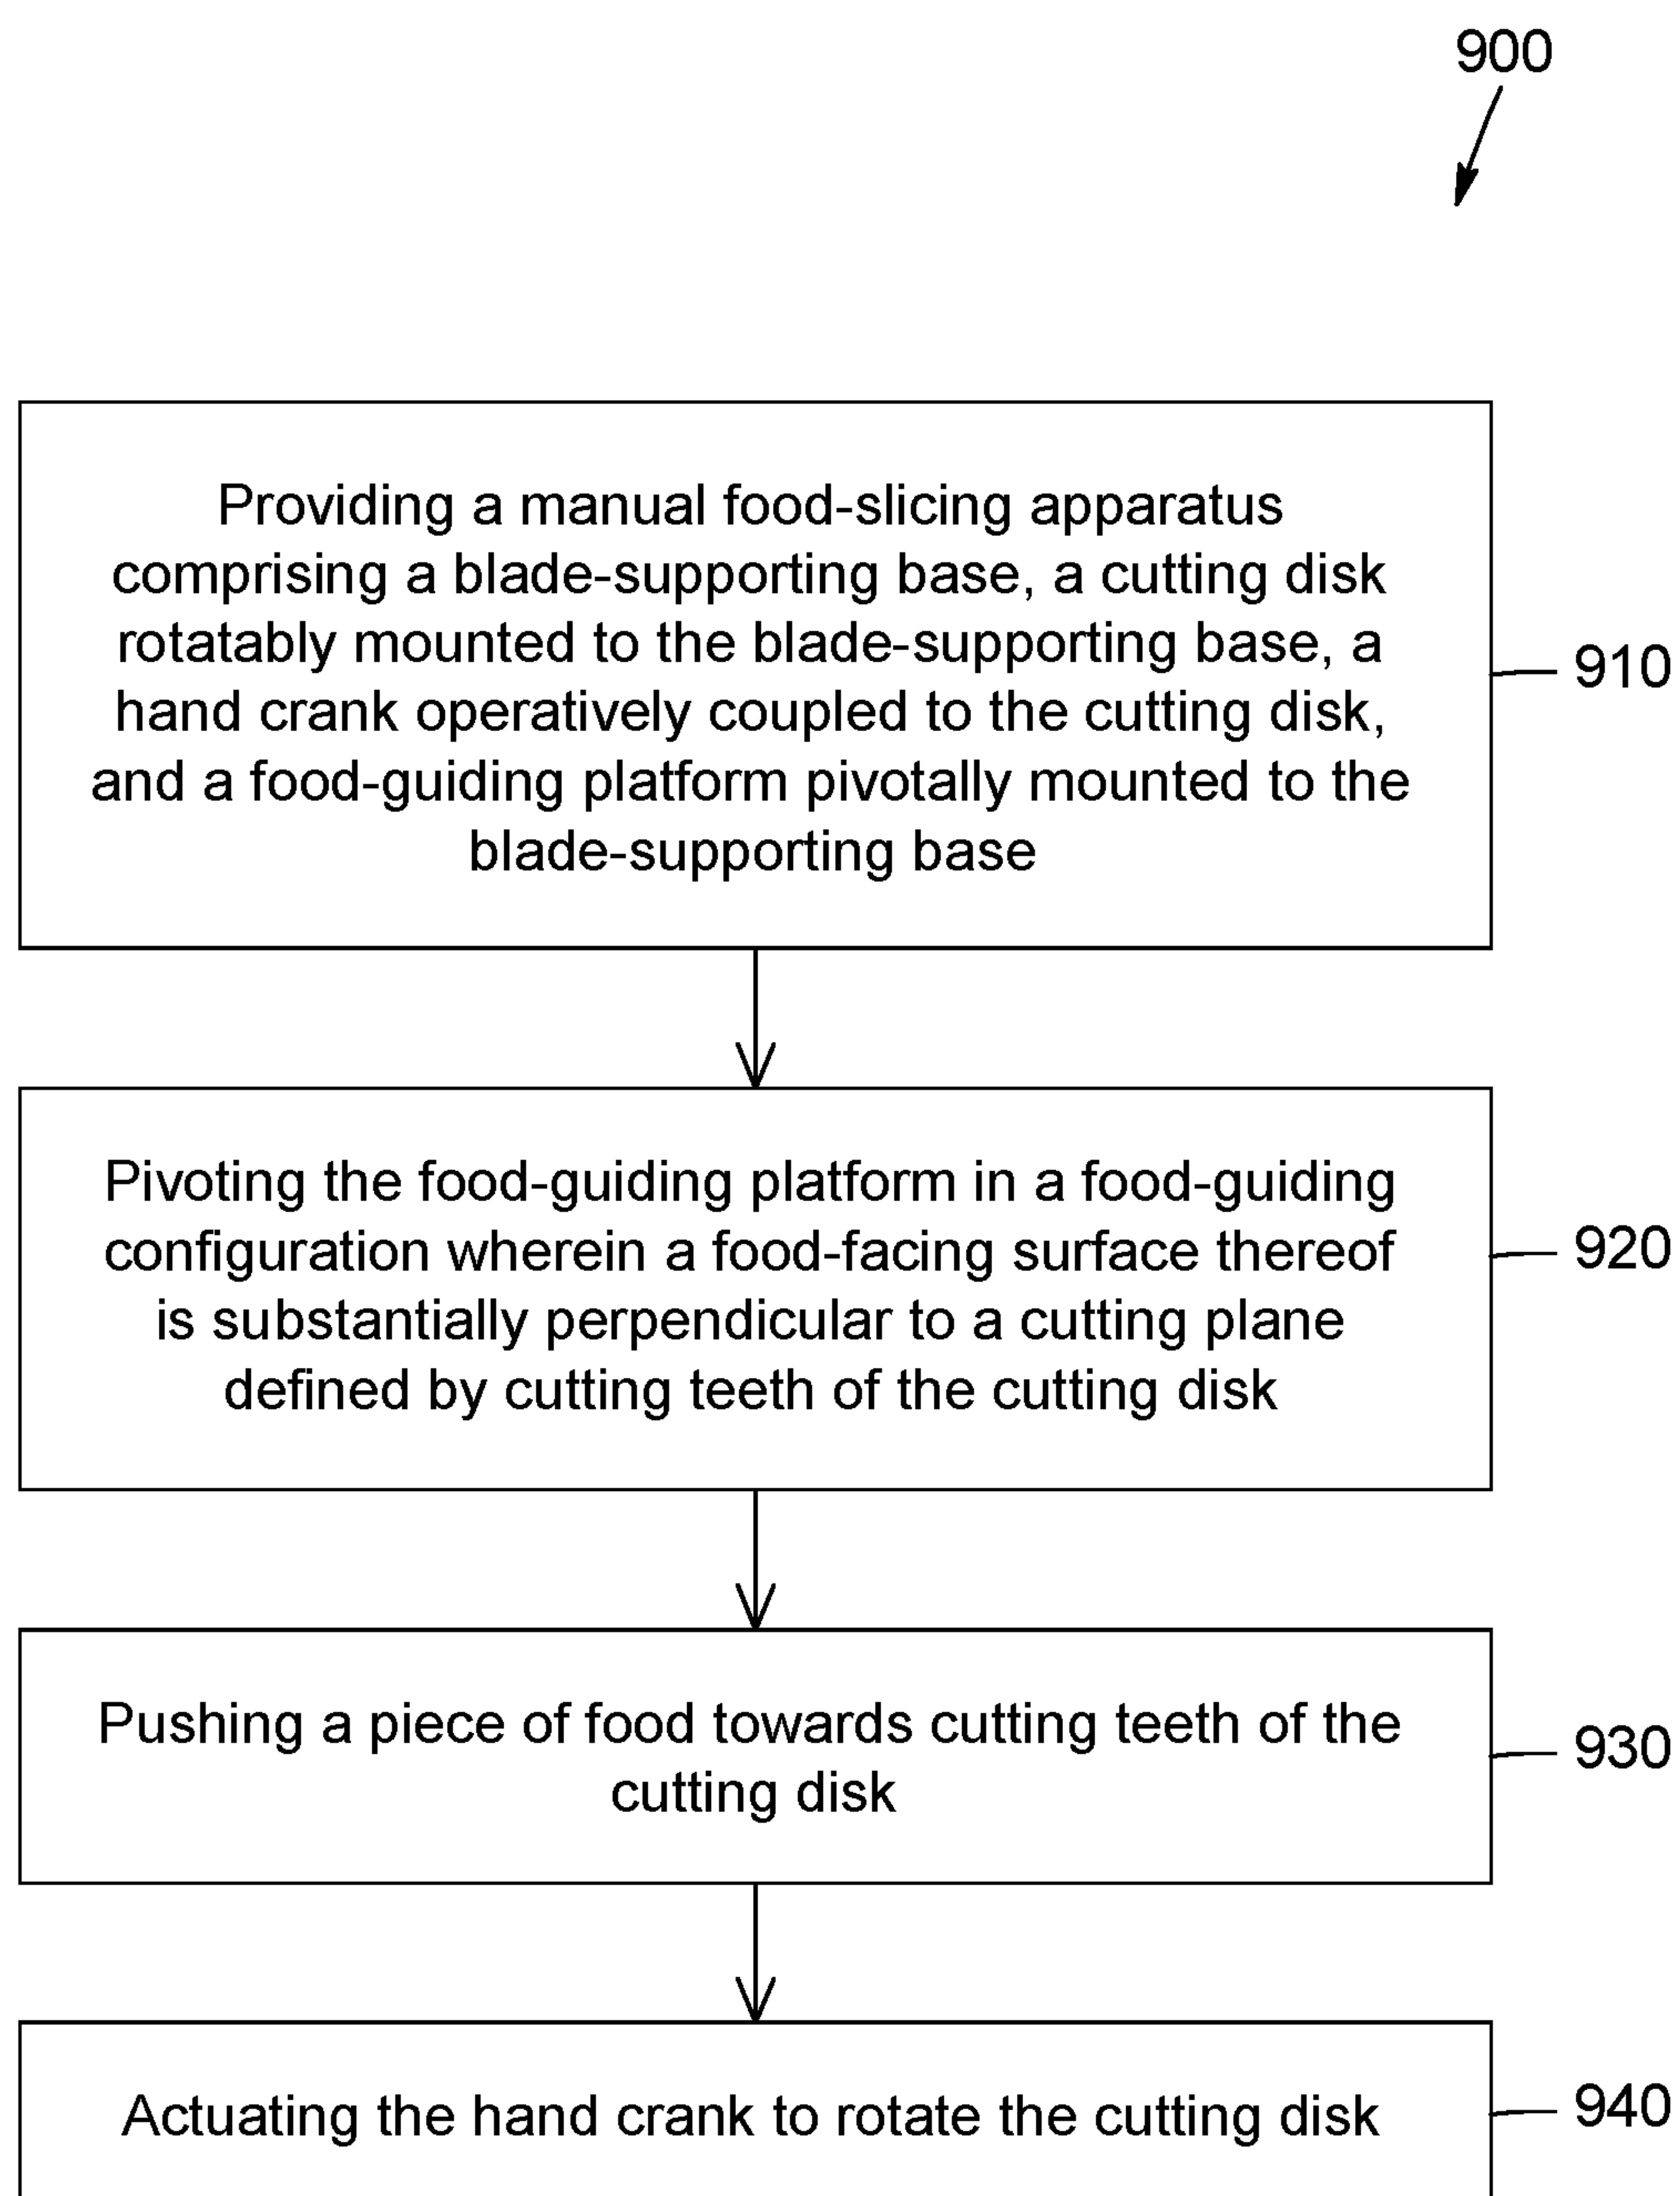 900
Providing a manual food-slicing apparatus
comprising a blade-supporting base, a cutting disk
rotatably mounted to the blade-supporting base, a
hand crank operatively coupled to the cutting disk,
and a food-guiding platform pivotally mounted to the
blade-supporting base
910
Pivoting the food-guiding platform in a food-guiding
configuration wherein a food-facing surface thereof
is substantially perpendicular to a cutting plane
defined by cutting teeth of the cutting disk
920
Pushing a piece of food towards cutting teeth of the
cutting disk
930
Actuating the hand crank to rotate the cutting disk
940